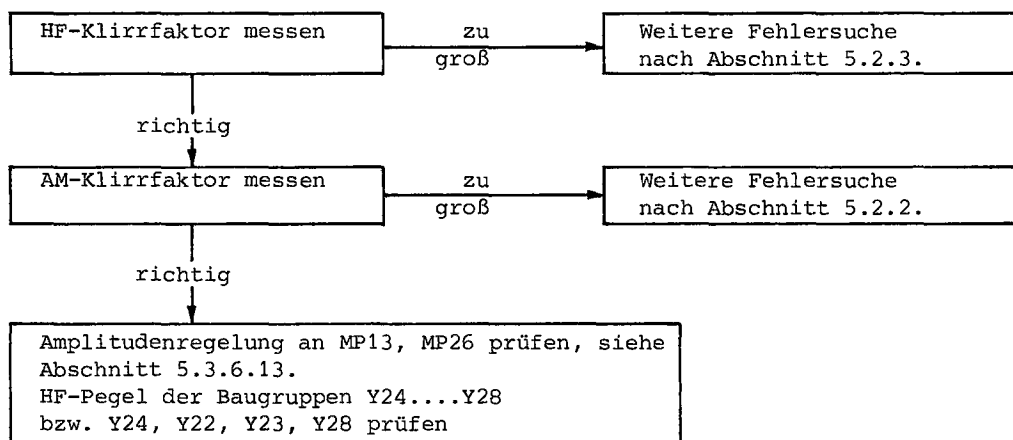 HF-Klirrfaktor messen
zu
groß
Weitere Fehlersuche
nach Abschnitt 5.2.3.
richtig
AM-Klirrfaktor messen
zu
groß
Weitere Fehlersuche
nach Abschnitt 5.2.2.
richtig
Amplitudenregelung an MP13, MP26 prüfen, siehe
Abschnitt 5.3.6.13.
HF-Pegel der Baugruppen Y24....Y28
bzw. Y24, Y22, Y23, Y28 prüfen